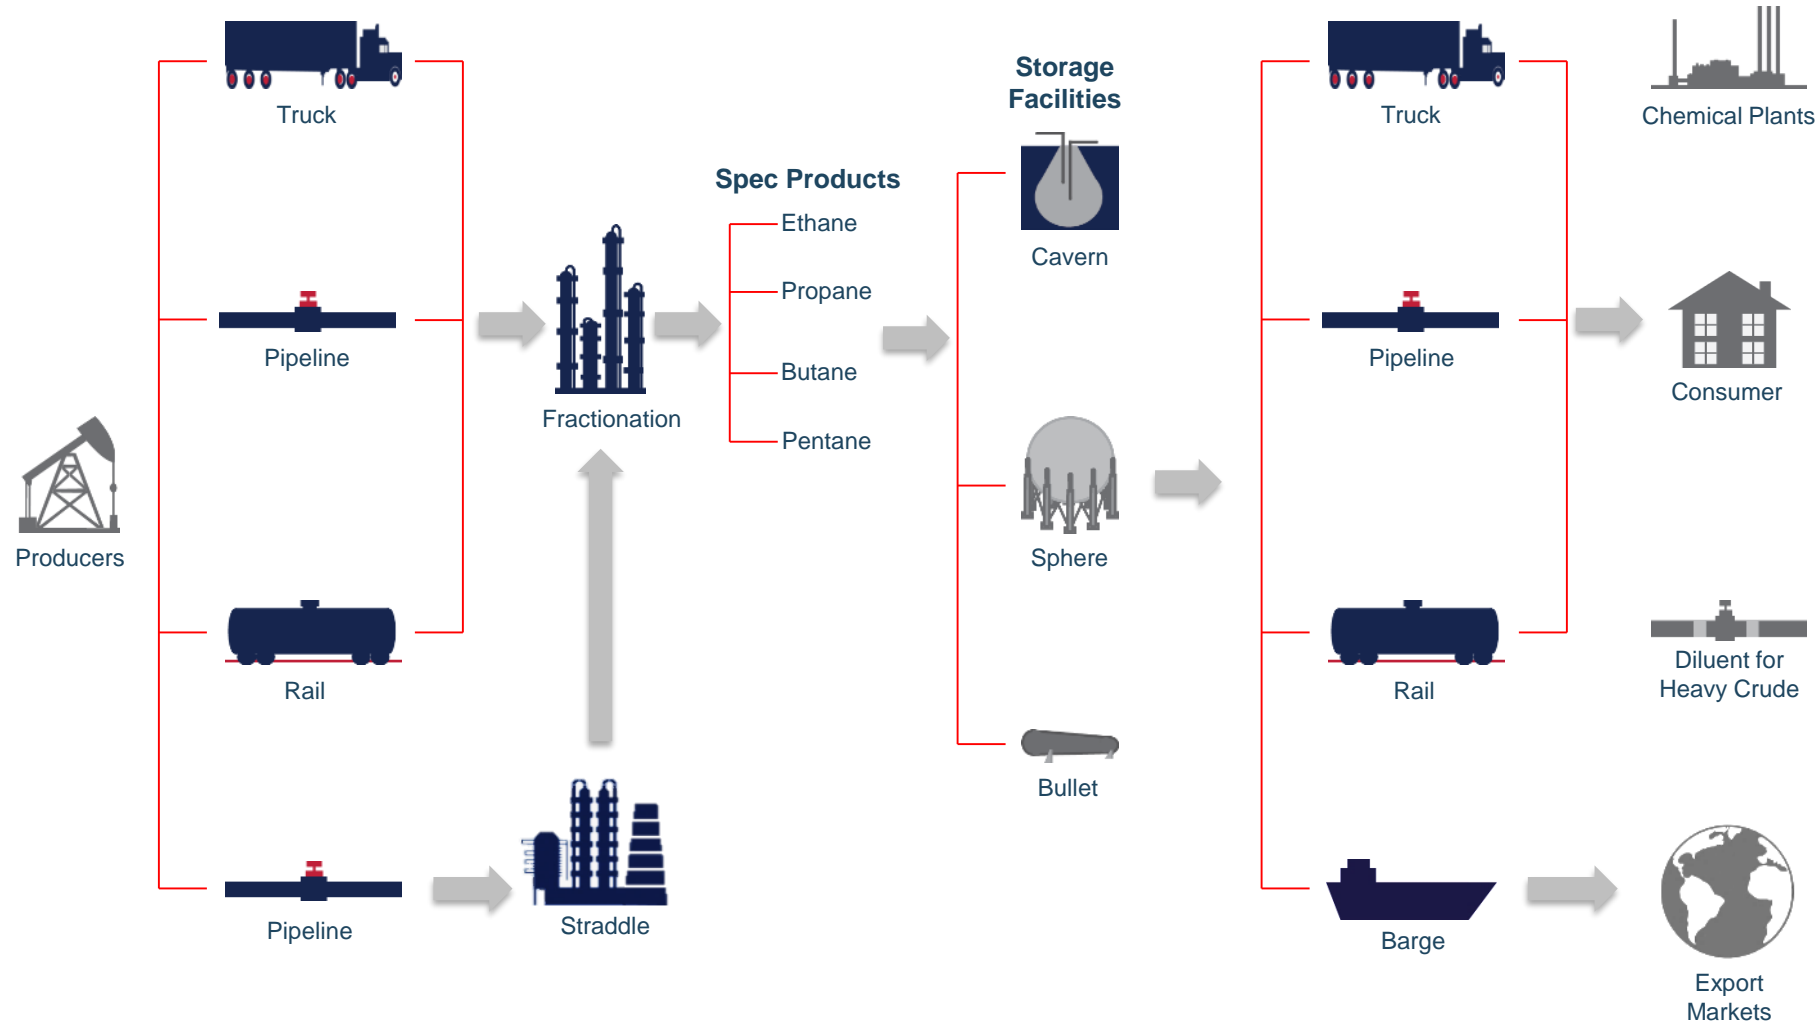 Producers
Truck
Pipeline
Rail
Pipeline
Straddle
Fractionation
Spec Products
Ethane
Propane
Butane
Pentane
Storage
Facilities
Cavern
Sphere
Bullet
Truck
Pipeline
Rail
Barge
Chemical Plants
Consumer
Diluent for
Heavy Crude
Export
Markets